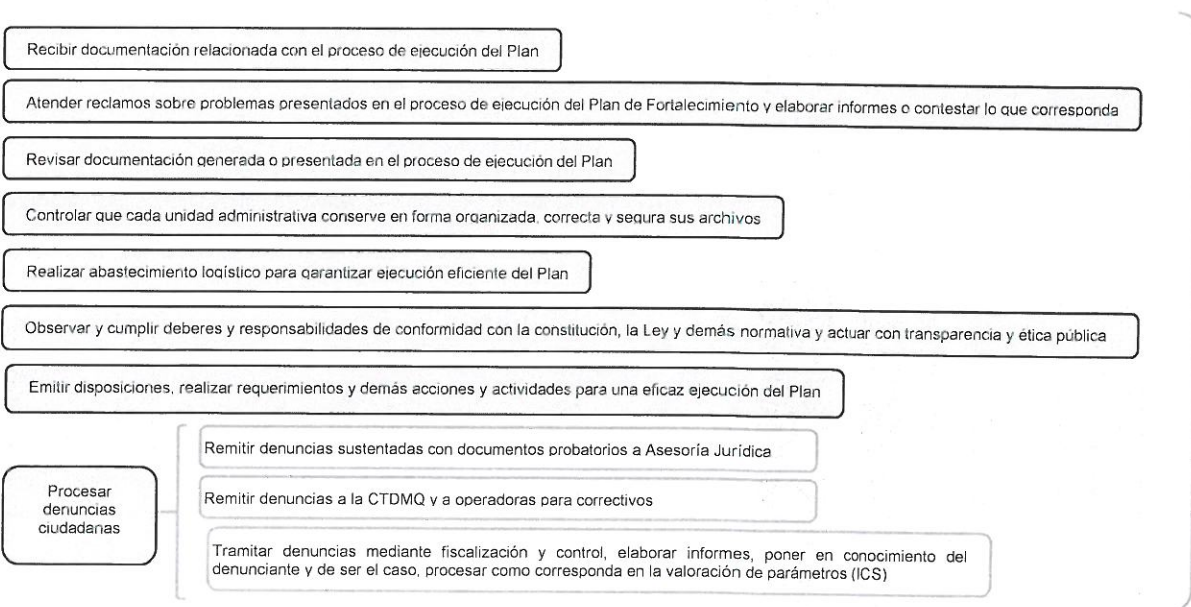 Recibir documentación relacionada con el proceso de ejecución del Plan
Atender reclamos sobre problemas presentados en el proceso de ejecución del Plan de Fortalecimiento y elaborar informes o contestar lo que corresponda
Revisar documentación generada o presentada en el proceso de ejecución del Plan
Controlar que cada unidad administrativa conserve en forma organizada, correcta y segura sus archivos
Realizar abastecimiento logístico para garantizar ejecución eficiente del Plan
Observar y cumplir deberes y responsabilidades de conformidad con la constitución, la Ley y demás normativa y actuar con transparencia y ética pública
Emitir disposiciones, realizar requerimientos y demás acciones y actividades para una eficaz ejecución del Plan
Procesar
denuncias
ciudadanas
Remitir denuncias sustentadas con documentos probatorios a Asesoría Jurídica
Remitir denuncias a la CTDMQ y a operadoras para correctivos
Tramitar denuncias mediante fiscalización y control, elaborar informes, poner en conocimiento del
denunciante y de ser el caso, procesar como corresponda en la valoración de parámetros (ICS)